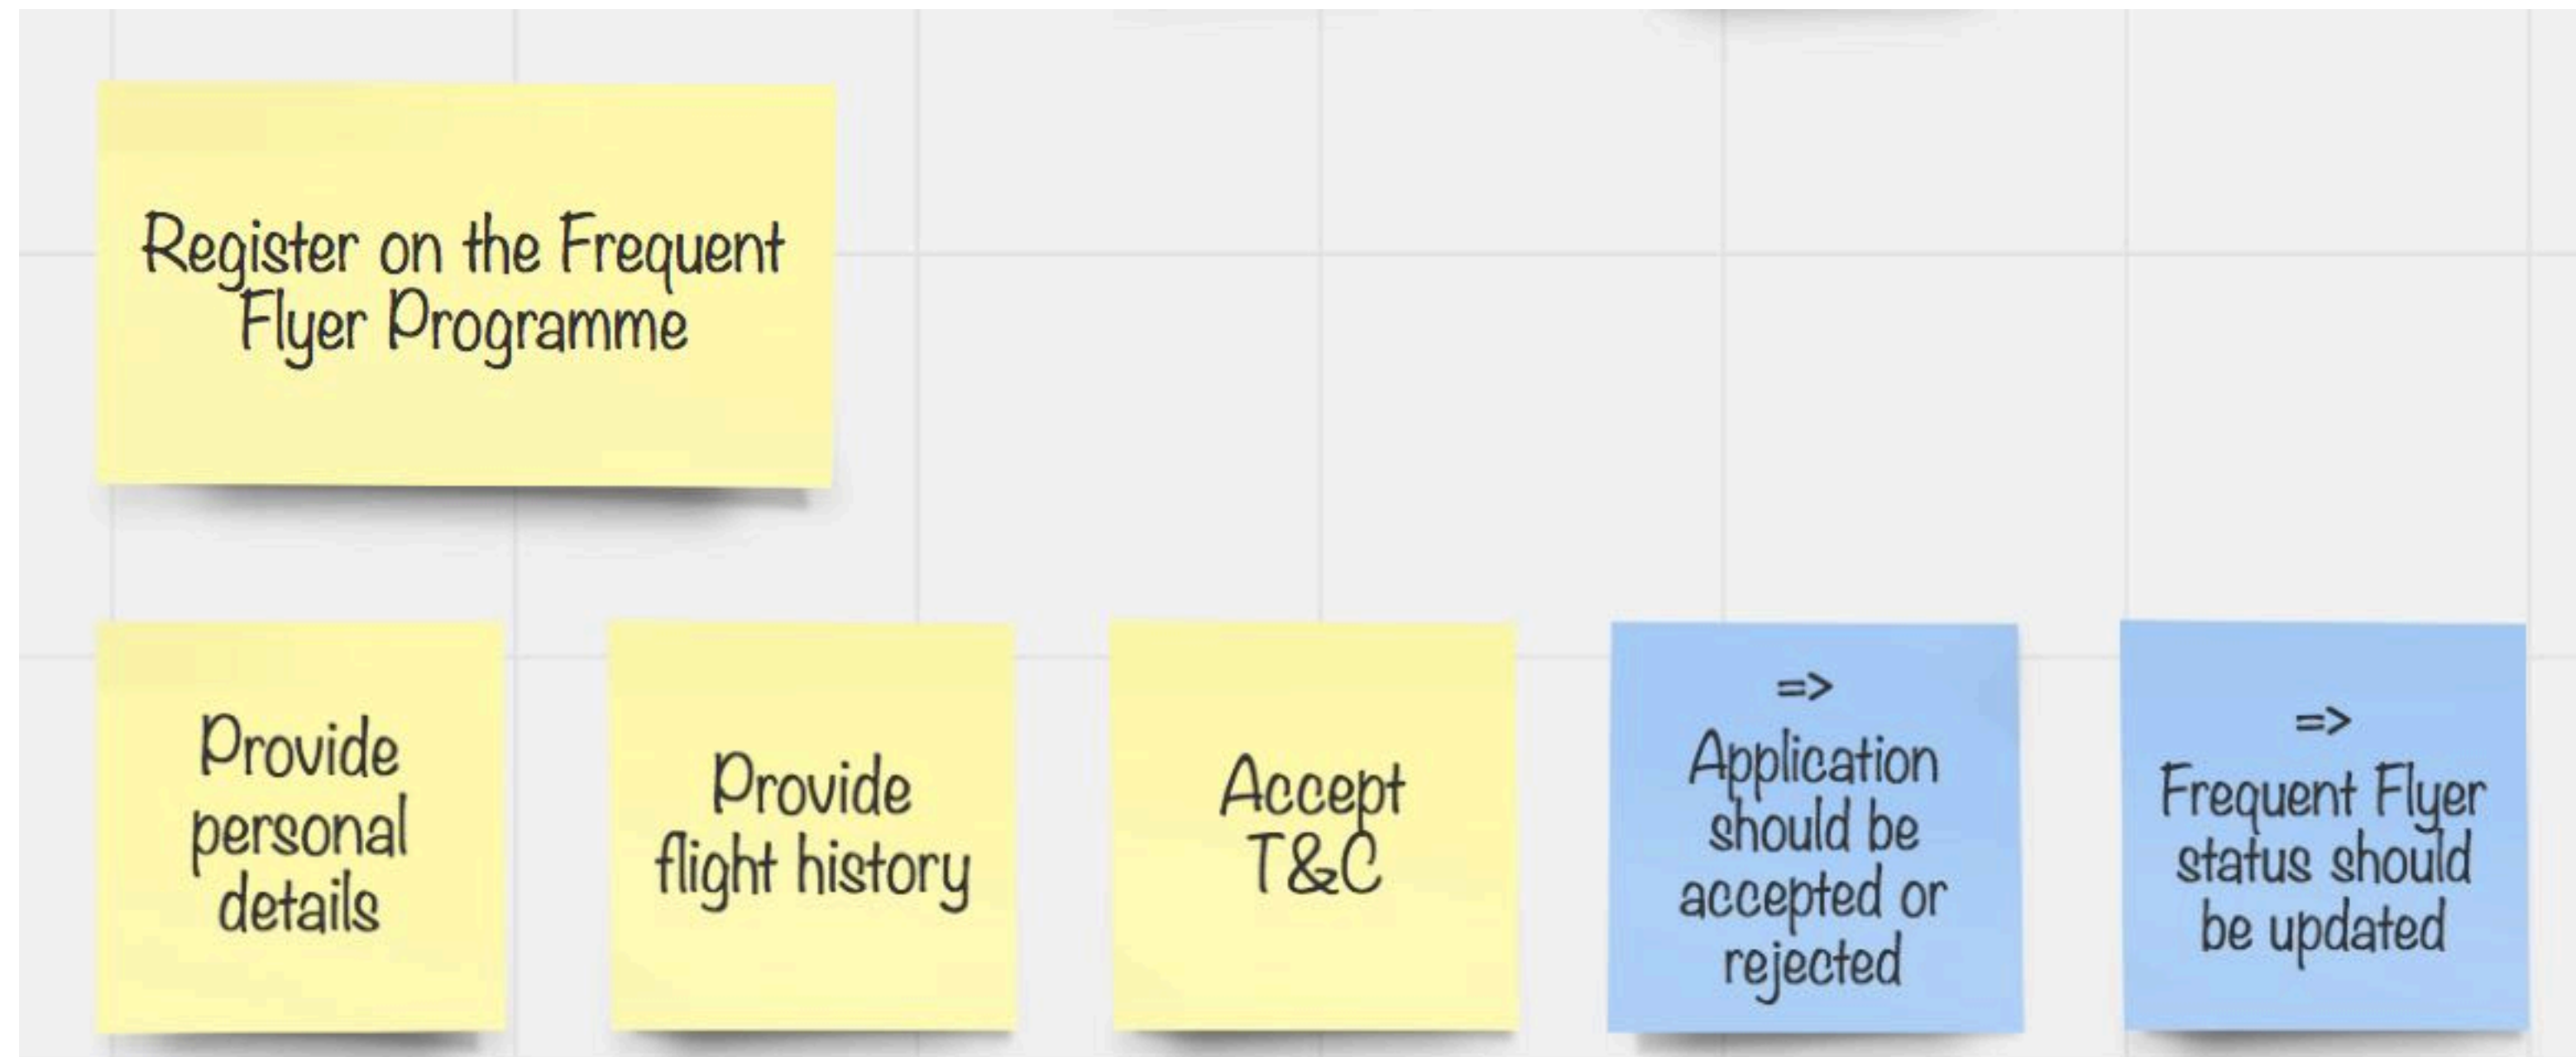 Register on the Frequent
Flyer Programme
Provide
personal
details
Provide
flight history
Accept
T&C
=>
Application
should be
accepted or
rejected
=>
Frequent Flyer
status should
be updated